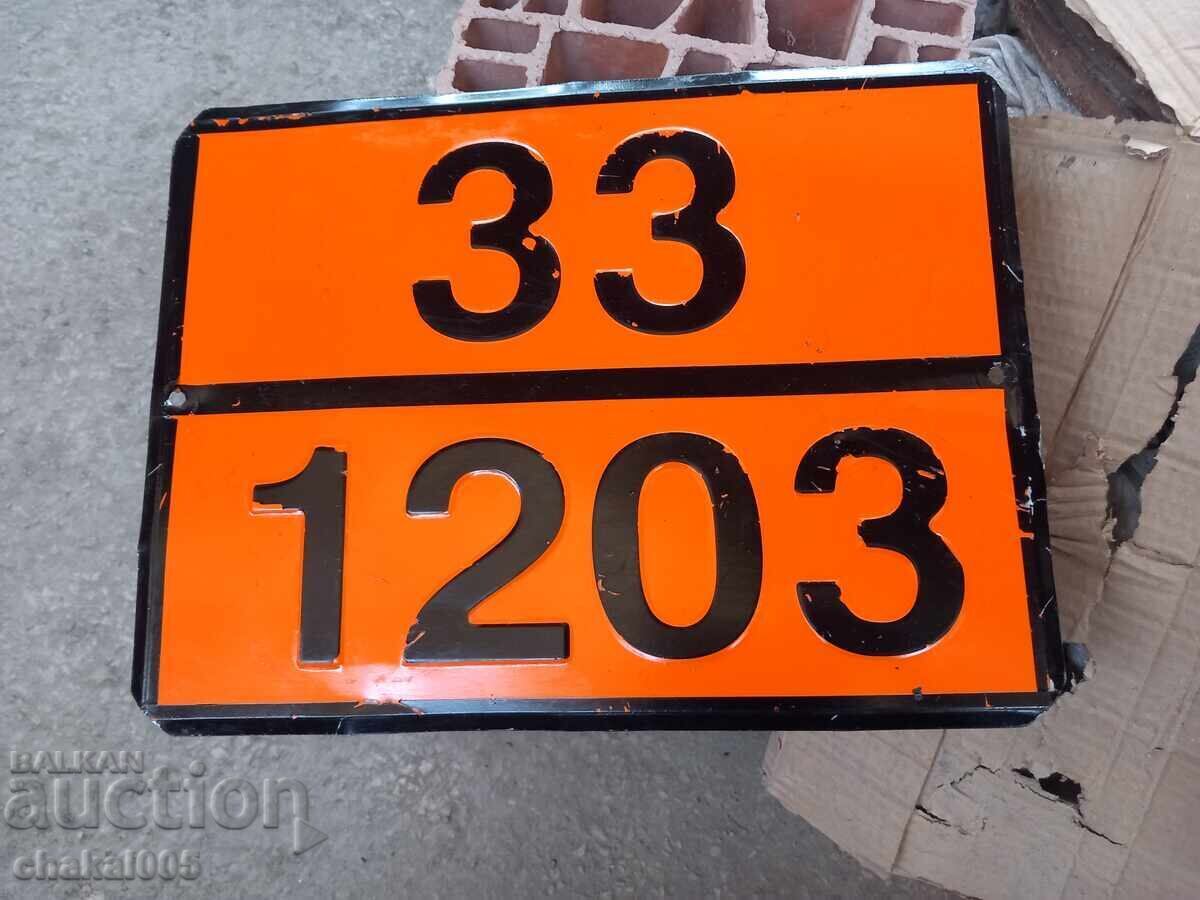 33
1203
BALKAN
auction
chakal005